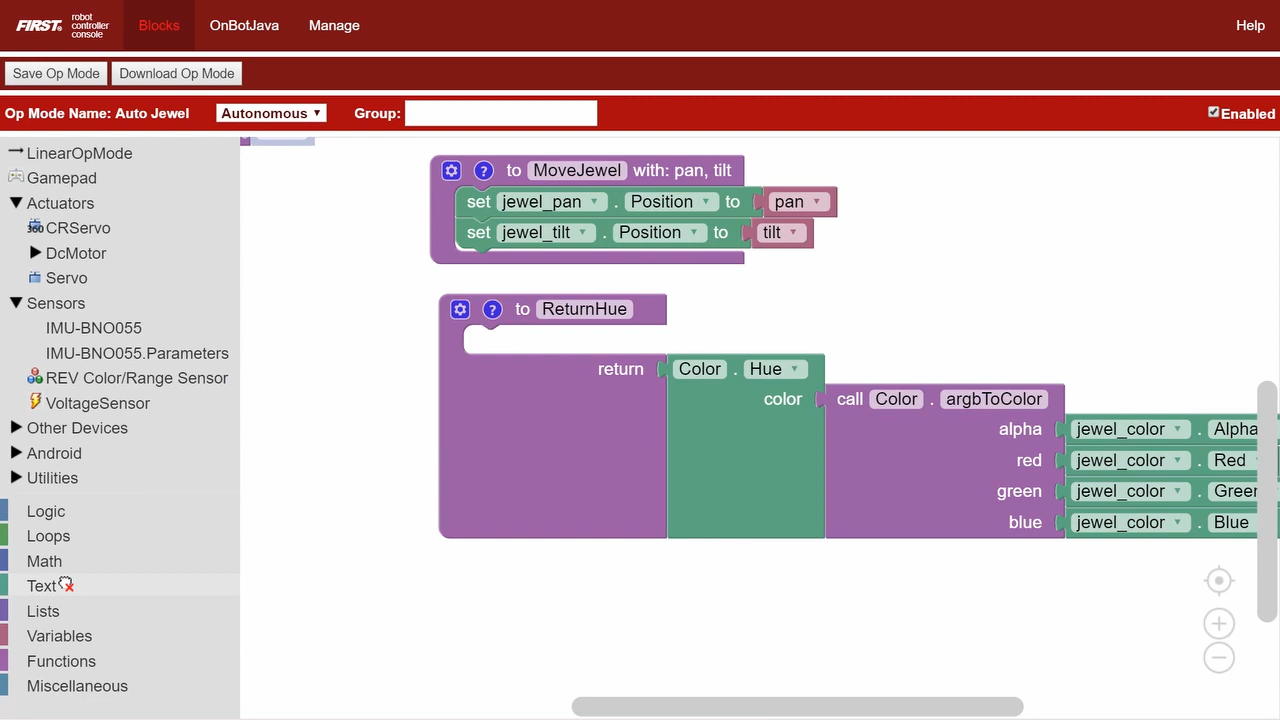 FIRST robot controller console Blocks OnBotJava Manage Help
Save Op Mode Download Op Mode
Op Mode Name: Auto Jewel Autonomous Group: Enabled
LinearOpMode
Gamepad
Actuators
CRServo
DcMotor
Servo
Sensors
IMU-BNO055
IMU-BNO055.Parameters
REV Color/Range Sensor
VoltageSensor
Other Devices
Android
Utilities
Logic
Loops
Math
Text
Lists
Variables
Functions
Miscellaneous
to MoveJewel with: pan, tilt
set jewel_pan . Position to pan
set jewel_tilt . Position to tilt
to ReturnHue
return Color . Hue
color call Color . argbToColor
alpha jewel_color . Alpha
red jewel_color . Red
green jewel_color . Green
blue jewel_color . Blue